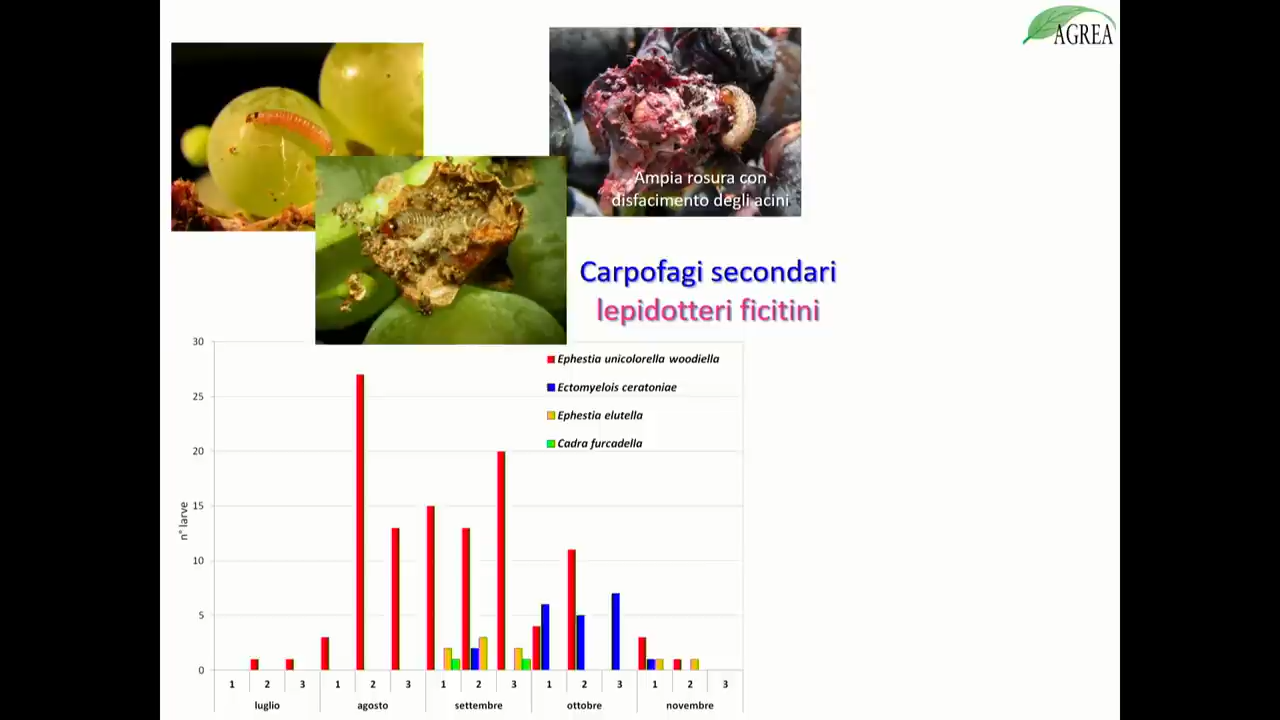 AGREA
Ampia rosura con
disfacimento degli acini
Carpofagi secondari
lepidotteri ficitini
30
25
20
15
10
5
0
n° larve
Ephestia unicolorella woodiella
Ectomyelois ceratoniae
Ephestia elutella
Cadra furcadella
1 2 3 1 2 3 1 2 3 1 2 3 1 2 3
luglio agosto settembre ottobre novembre